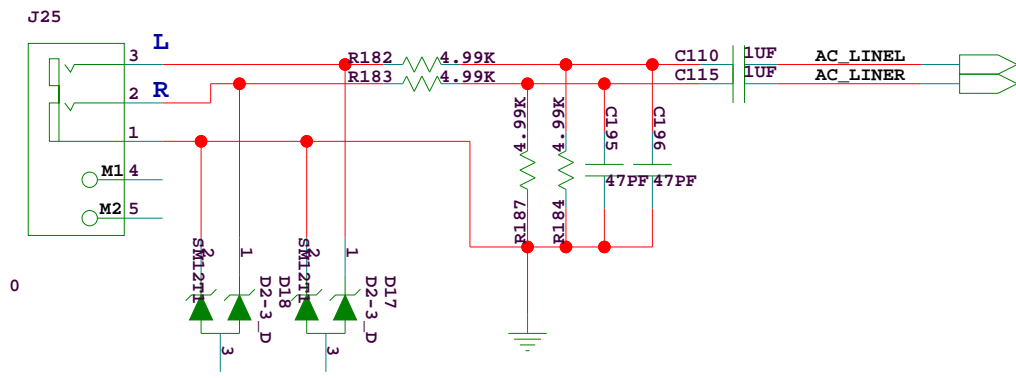 J25
L
3
R182
4.99K
C110
1UF
AC_LINEL
R183
4.99K
C115
1UF
AC_LINER
R
2
1
M1
4
M2
5
4.99K
4.99K
C195
C196
47PF
47PF
R187
R184
SM12T1
2
1
SM12T1
2
1
D2-3_D
D18
D2-3_D
D17
3
3
0